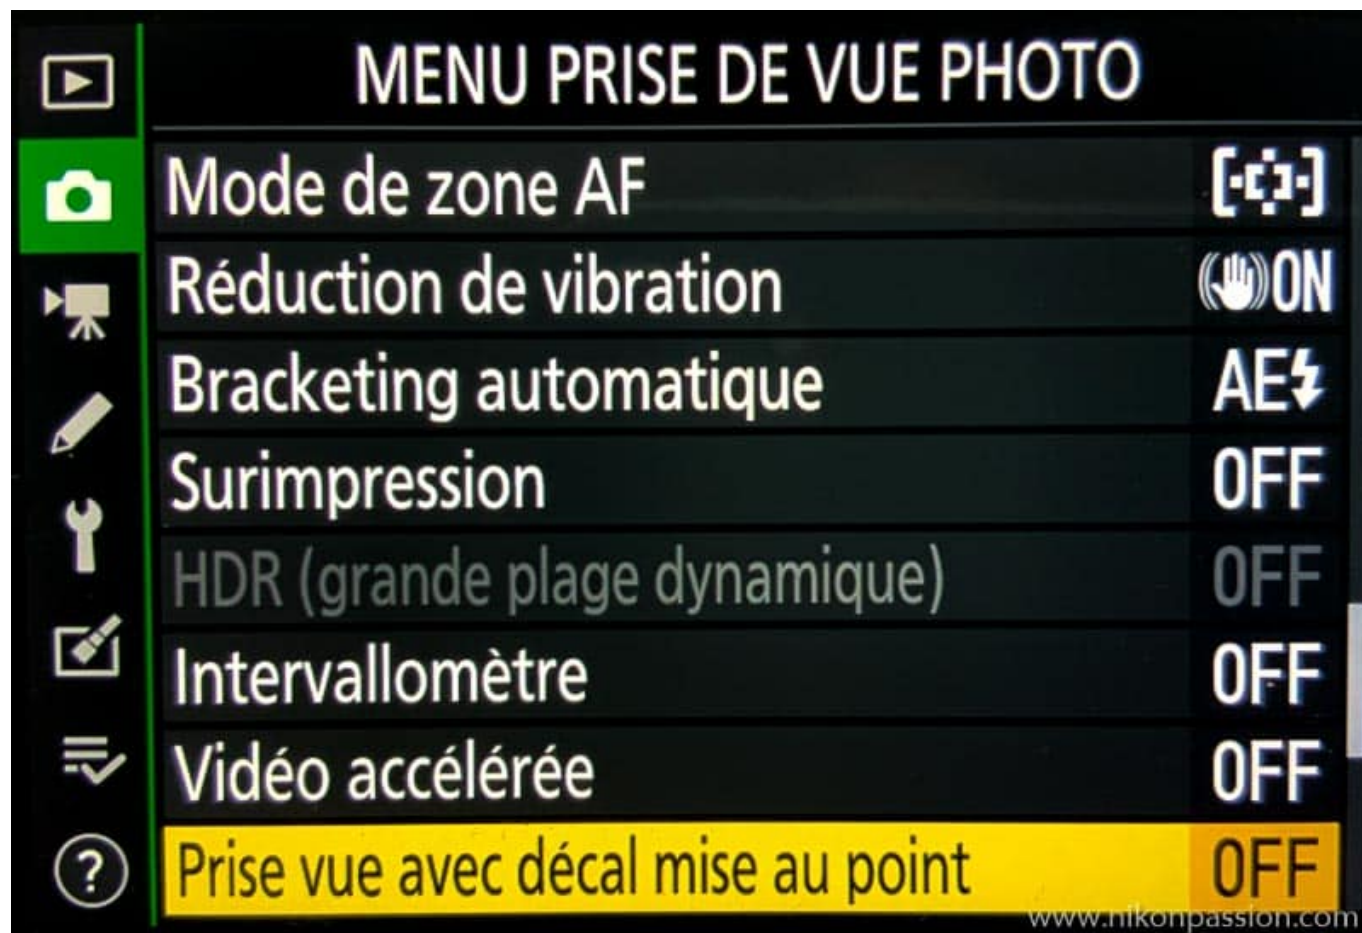 MENU PRISE DE VUE PHOTO
Mode de zone AF
Réduction de vibration ON
Bracketing automatique AE
Surimpression OFF
HDR (grande plage dynamique) OFF
Intervallomètre OFF
Vidéo accélérée OFF
Prise vue avec décal mise au point OFF
?
www.nikonpassion.com